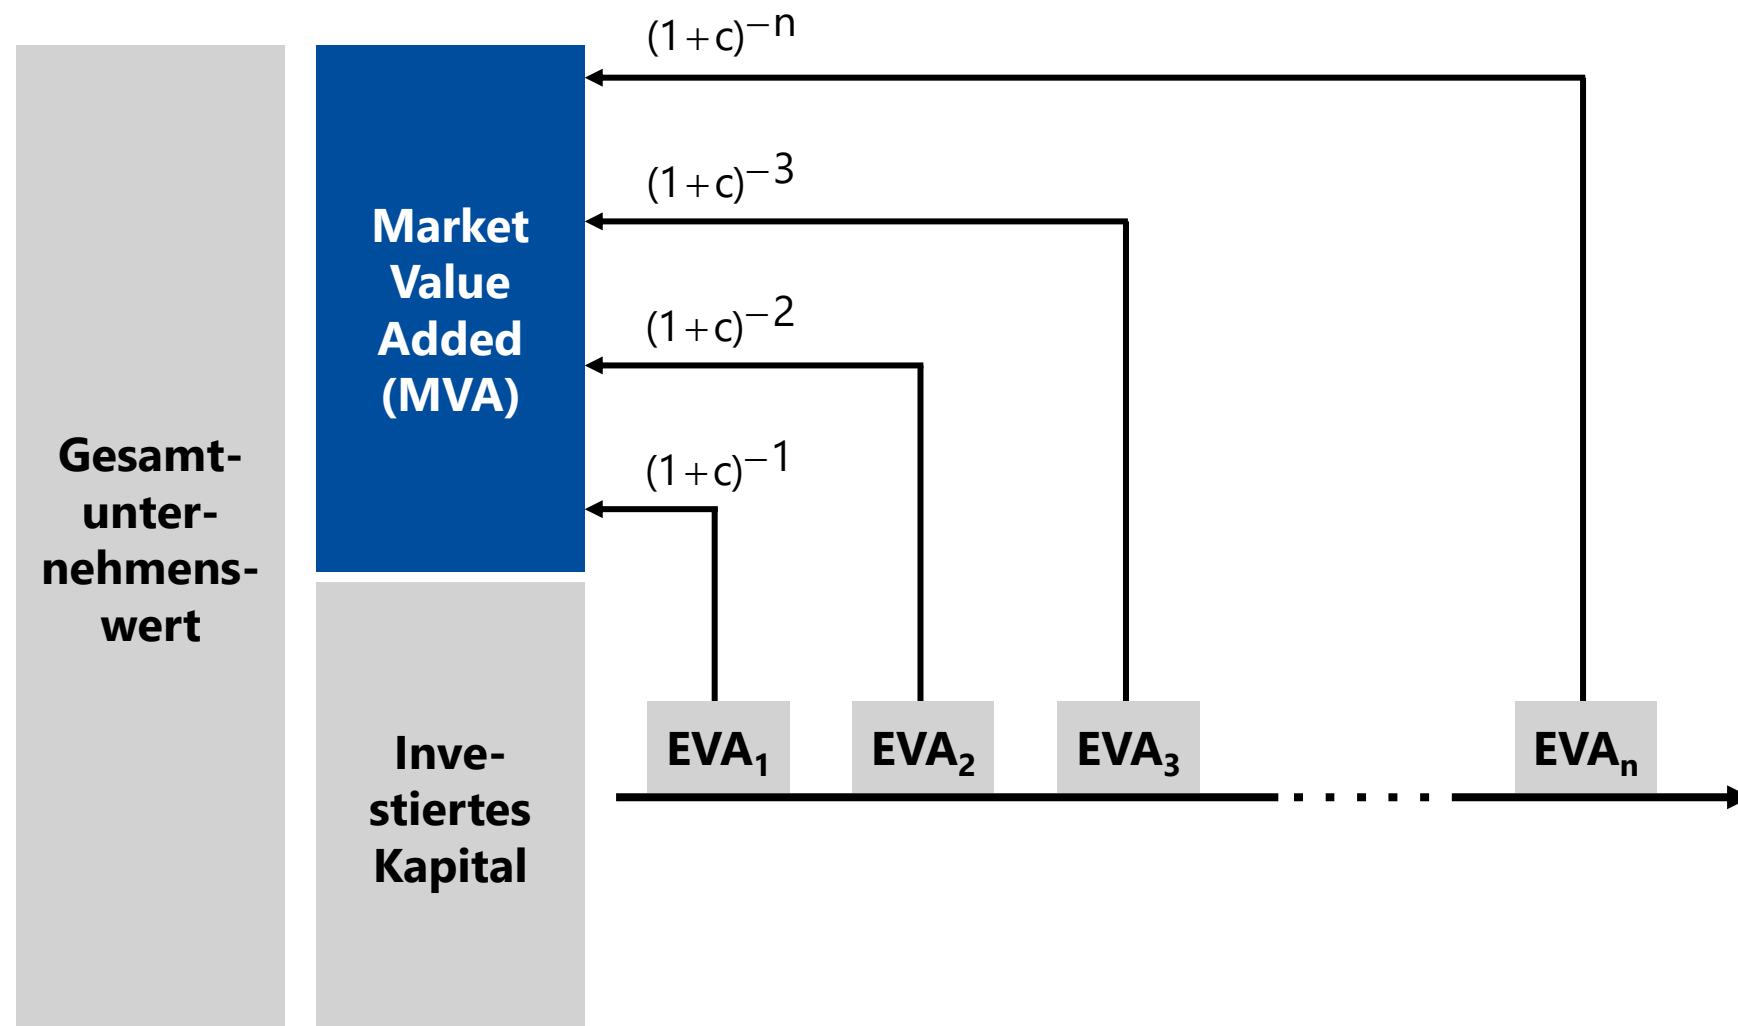 Gesamt-
unter-
nehmens-
wert
Market
Value
Added
(MVA)
Inve-
stiertes
Kapital
(1+c)⁻ⁿ
(1+c)⁻³
(1+c)⁻²
(1+c)⁻¹
EVA₁ EVA₂ EVA₃ EVAₙ